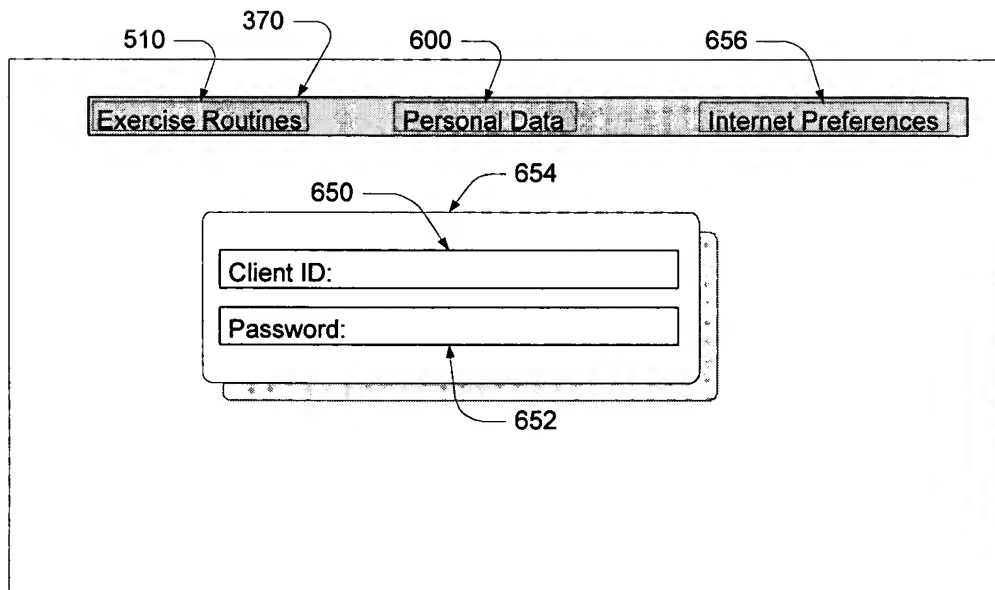 510 370 600 656
Exercise Routines Personal Data Internet Preferences
650 654
Client ID:
Password:
652